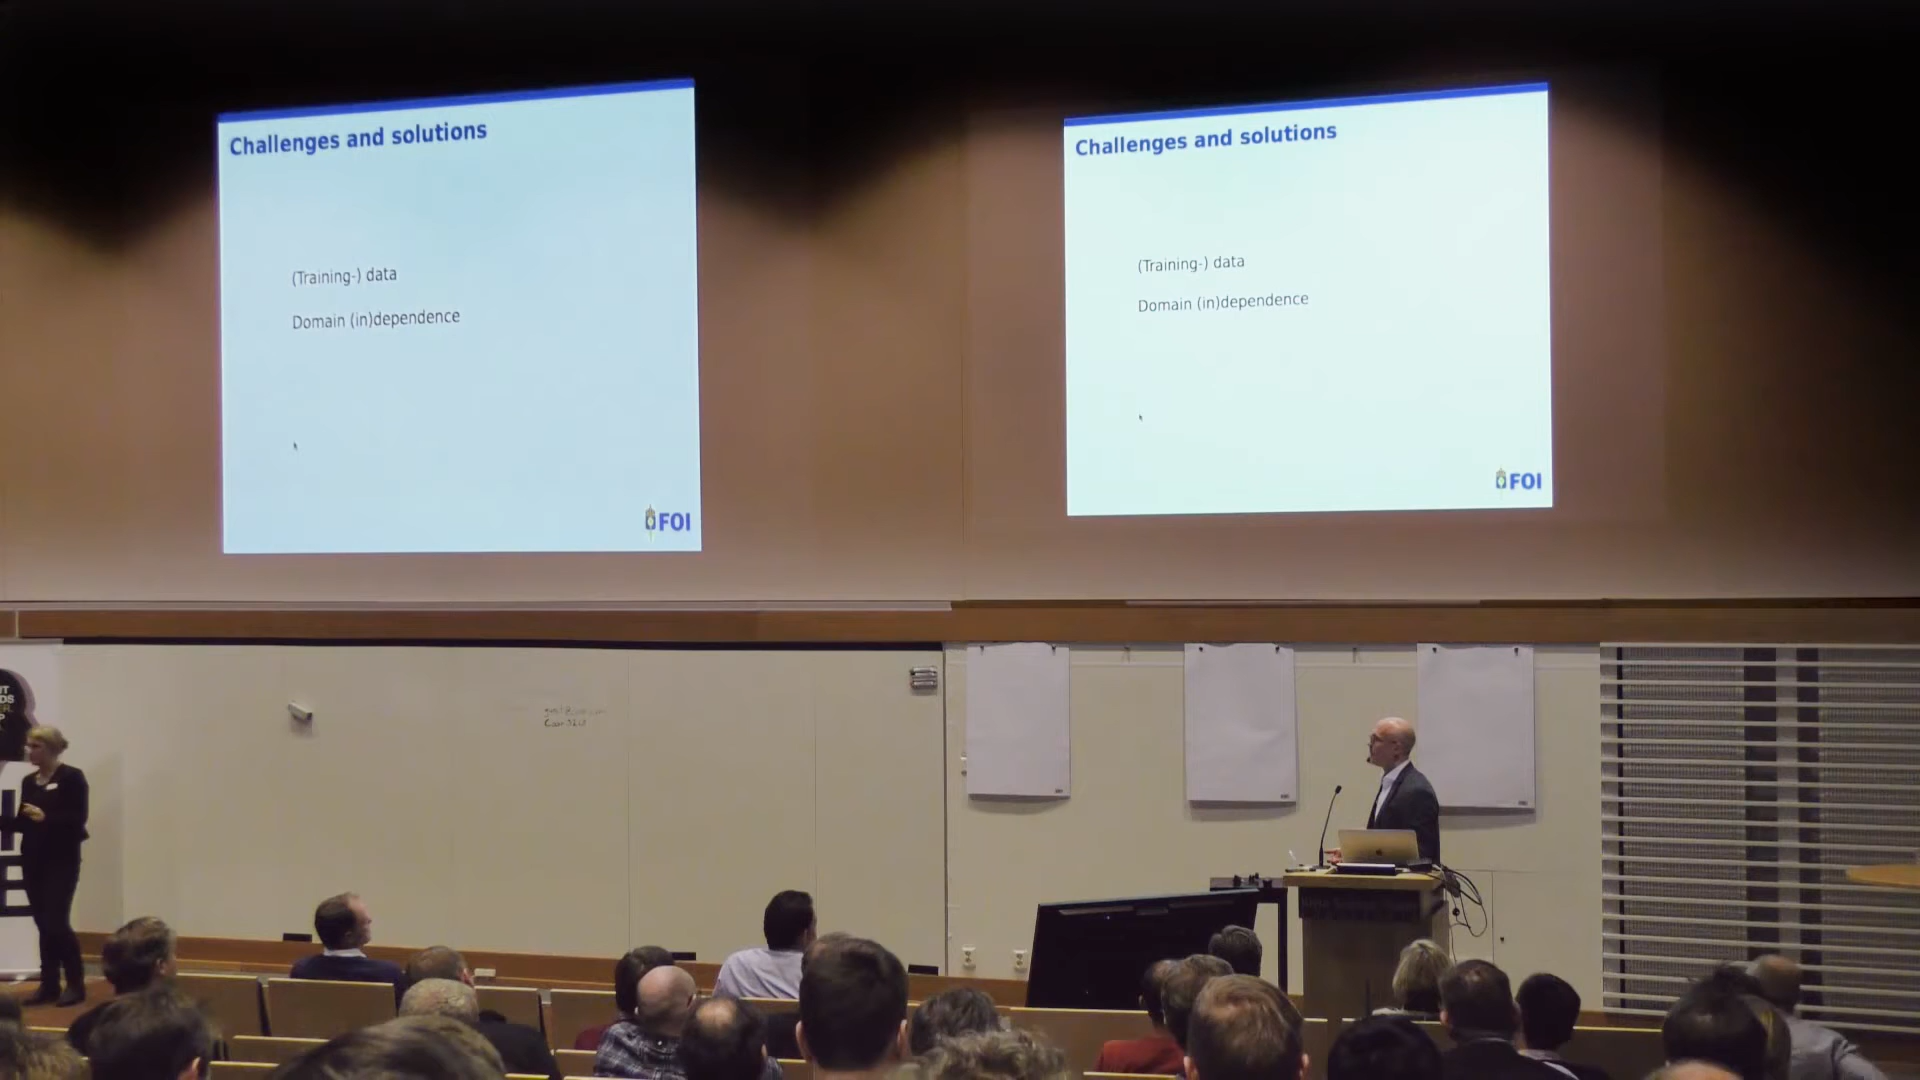 Challenges and solutions
(Training-) data
Domain (in)dependence
FOI
Challenges and solutions
(Training-) data
Domain (in)dependence
FOI